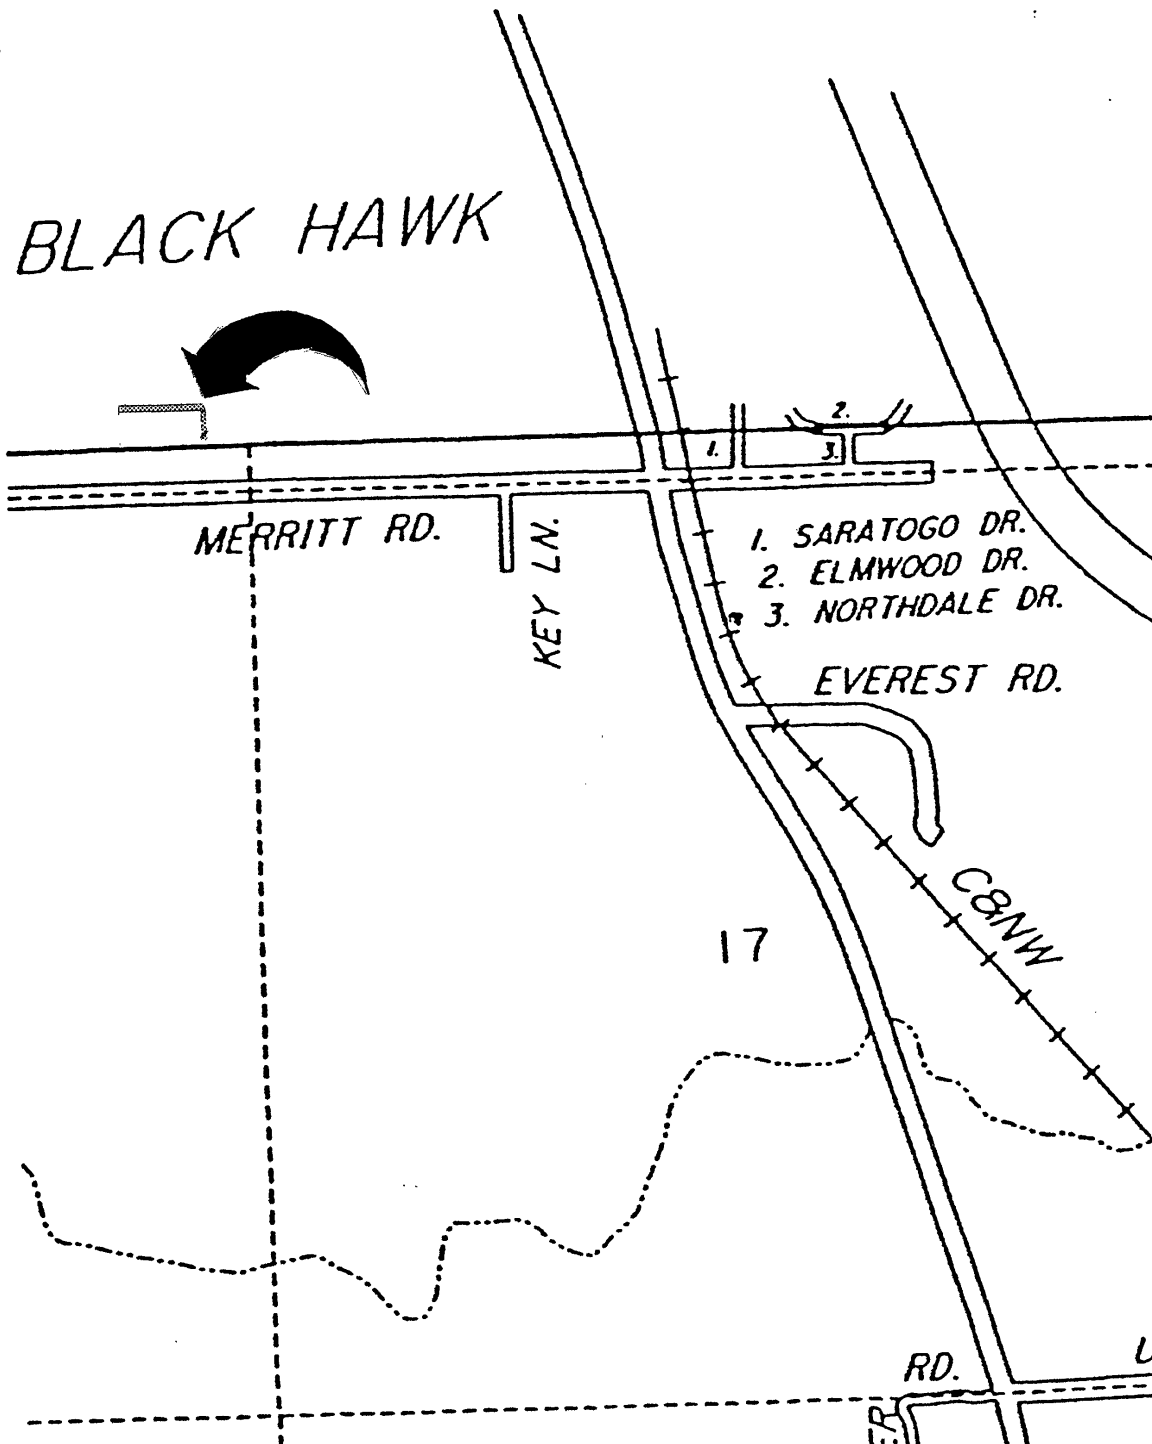 BLACK HAWK
2.
1.
3.
MERRITT RD.
KEY LN.
1. SARATOGO DR.
2. ELMWOOD DR.
3. NORTHDALE DR.
EVEREST RD.
C&NW
17
RD.